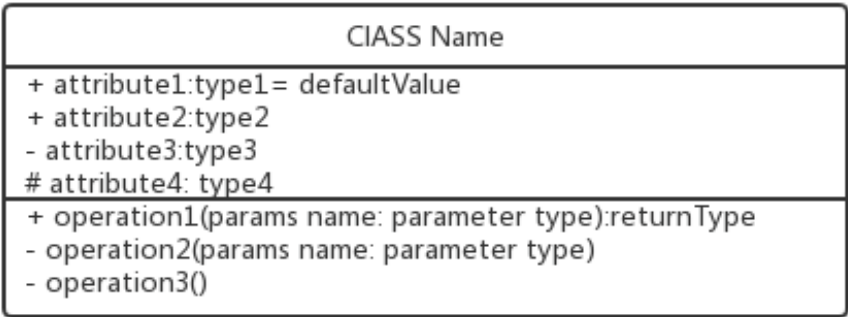 ClASS Name
+ attribute1:type1= defaultValue
+ attribute2:type2
- attribute3:type3
# attribute4: type4
+ operation1(params name: parameter type):returnType
- operation2(params name: parameter type)
- operation3()